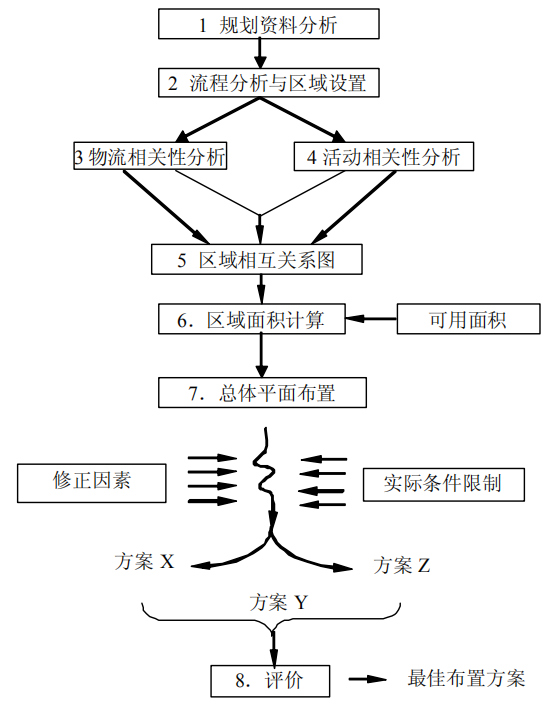 1 规划资料分析
2 流程分析与区域设置
3 物流相关性分析
4 活动相关性分析
5 区域相互关系图
6．区域面积计算
可用面积
7．总体平面布置
修正因素
实际条件限制
方案 X
方案 Z
方案 Y
8．评价
最佳布置方案